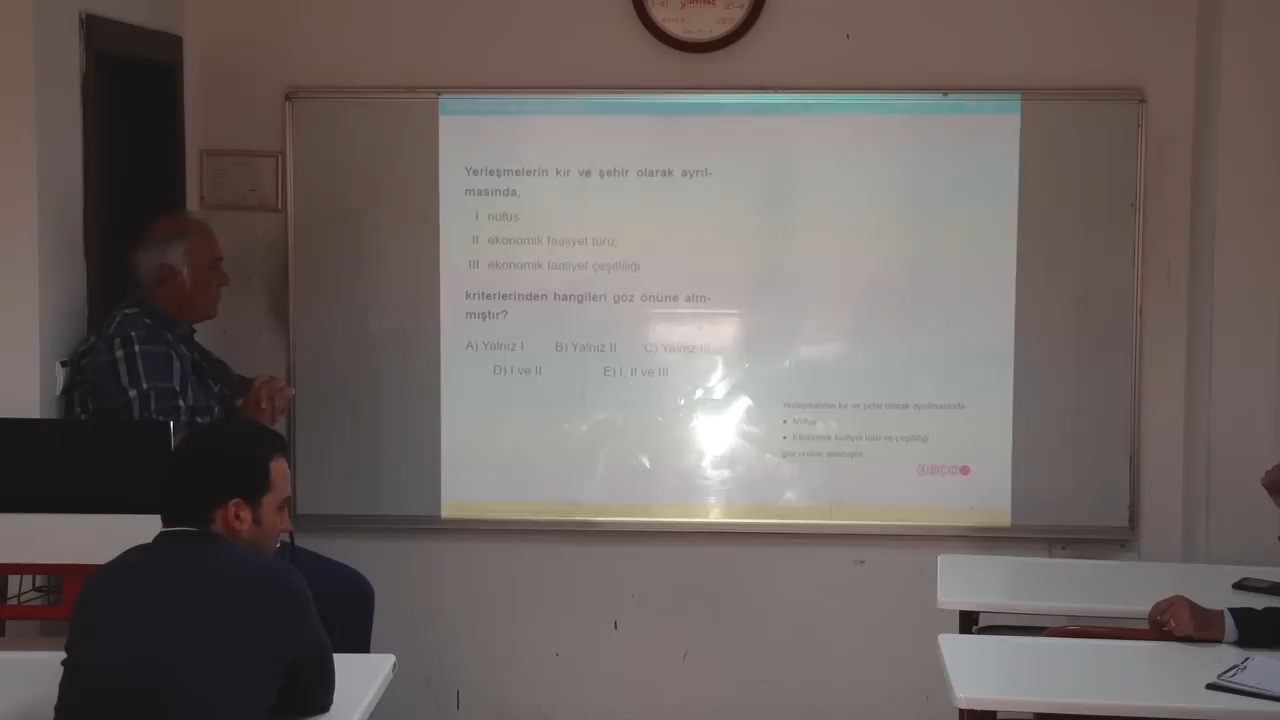 İHTİYAÇ
Yerleşmelerin kır ve şehir olarak ayrıl-
masında,
I nüfus,
II ekonomik faaliyet türü,
III ekonomik faaliyet çeşitliliği
kriterlerinden hangileri göz önüne alın-
mıştır?
A) Yalnız I B) Yalnız II C) Yalnız III
D) I ve II E) I, II ve III
Yerleşmelerin kır ve şehir olarak ayrılmasında
• Nüfus
• Ekonomik faaliyet türü ve çeşitliliği
göz önüne alınmıştır
A B C D